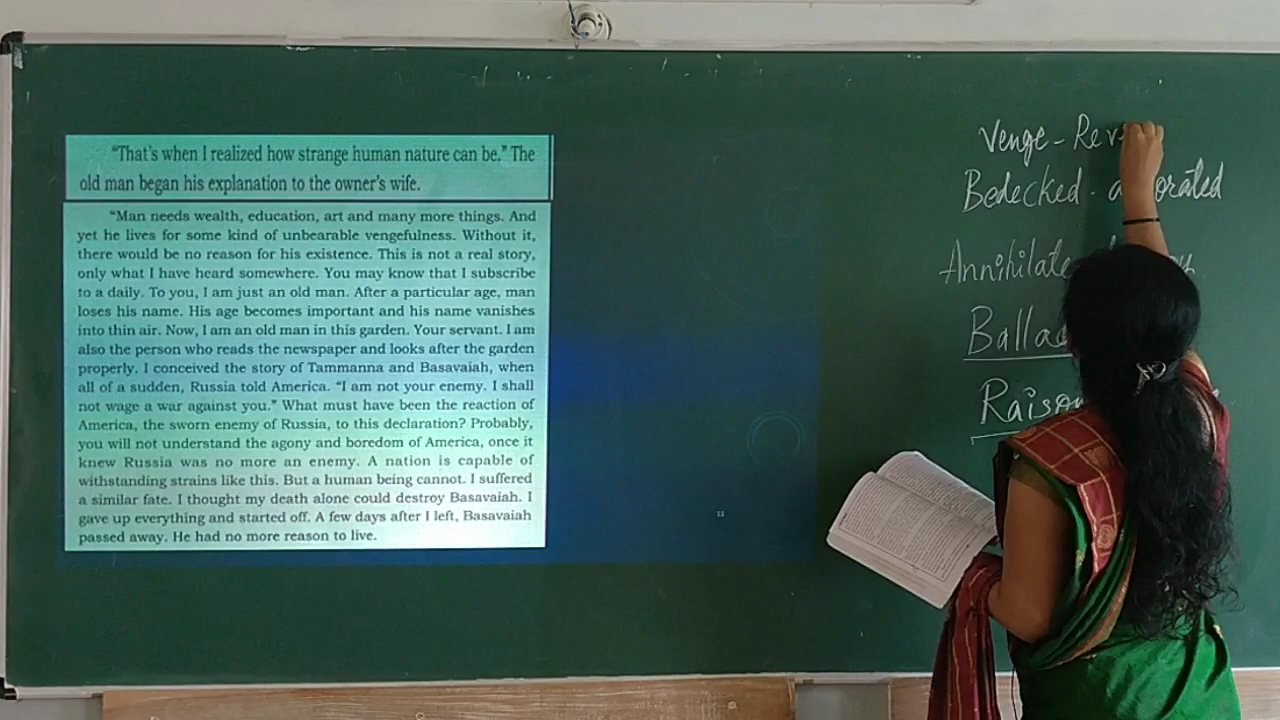 “That’s when I realized how strange human nature can be.” The
old man began his explanation to the owner’s wife.
“Man needs wealth, education, art and many more things. And
yet he lives for some kind of unbearable vengefulness. Without it,
there would be no reason for his existence. This is not a real story,
only what I have heard somewhere. You may know that I subscribe
to a daily. To you, I am just an old man. After a particular age, man
loses his name. His age becomes important and his name vanishes
into thin air. Now, I am an old man in this garden. Your servant. I am
also the person who reads the newspaper and looks after the garden
properly. I conceived the story of Tammanna and Basavaiah, when
all of a sudden, Russia told America. “I am not your enemy. I shall
not wage a war against you.” What must have been the reaction of
America, the sworn enemy of Russia, to this declaration? Probably,
you will not understand the agony and boredom of America, once it
knew Russia was no more an enemy. A nation is capable of
withstanding strains like this. But a human being cannot. I suffered
a similar fate. I thought my death alone could destroy Basavaiah. I
gave up everything and started off. A few days after I left, Basavaiah
passed away. He had no more reason to live.
Venge -
Bedecked -
Annihilate